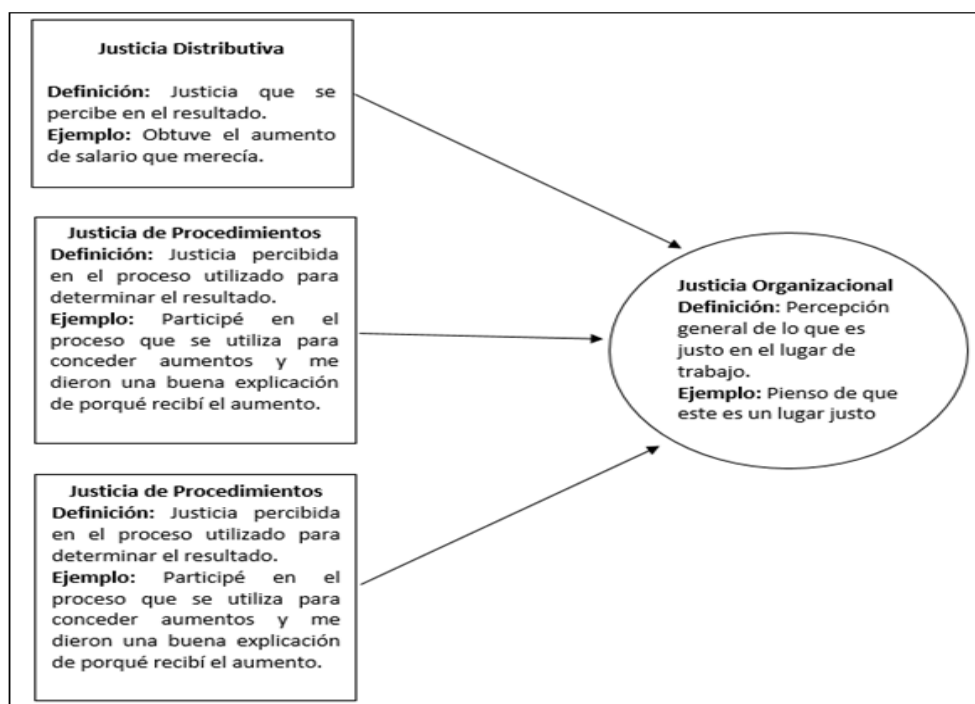 Justicia Distributiva
Definición: Justicia que se
percibe en el resultado.
Ejemplo: Obtuve el aumento
de salario que merecía.
Justicia de Procedimientos
Definición: Justicia percibida
en el proceso utilizado para
determinar el resultado.
Ejemplo: Participé en el
proceso que se utiliza para
conceder aumentos y me
dieron una buena explicación
de porqué recibí el aumento.
Justicia de Procedimientos
Definición: Justicia percibida
en el proceso utilizado para
determinar el resultado.
Ejemplo: Participé en el
proceso que se utiliza para
conceder aumentos y me
dieron una buena explicación
de porqué recibí el aumento.
Justicia Organizacional
Definición: Percepción
general de lo que es
justo en el lugar de
trabajo.
Ejemplo: Pienso de que
este es un lugar justo